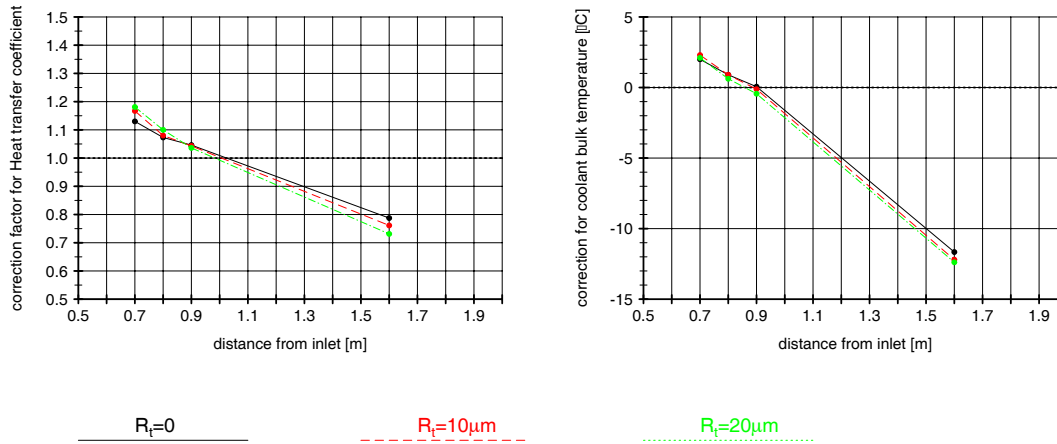 correction factor for Heat transfer coefficient
1.5
1.4
1.3
1.2
1.1
1.0
0.9
0.8
0.7
0.6
0.5
0.5 0.7 0.9 1.1 1.3 1.5 1.7 1.9
distance from inlet [m]
correction for coolant bulk temperature [▯C]
5
0
-5
-10
-15
0.5 0.7 0.9 1.1 1.3 1.5 1.7 1.9
distance from inlet [m]
Rt=0 Rt=10μm Rt=20μm